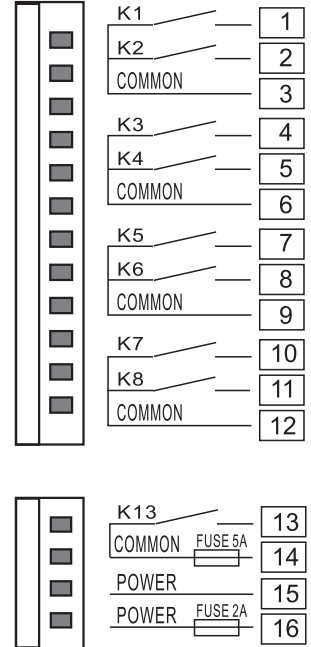 K1 1
K2 2
COMMON 3
K3 4
K4 5
COMMON 6
K5 7
K6 8
COMMON 9
K7 10
K8 11
COMMON 12
K13 13
COMMON FUSE 5A 14
POWER 15
POWER FUSE 2A 16